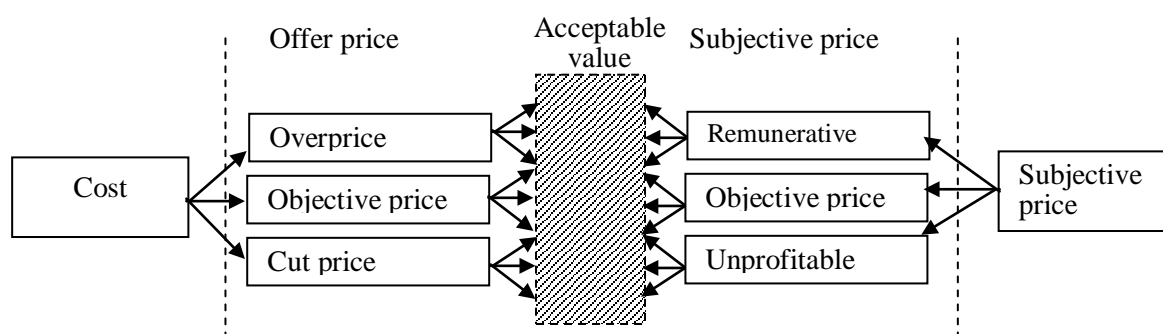 Offer price
Acceptable
value
Subjective price
Overprice
Remunerative
Cost
Objective price
Objective price
Subjective
price
Cut price
Unprofitable